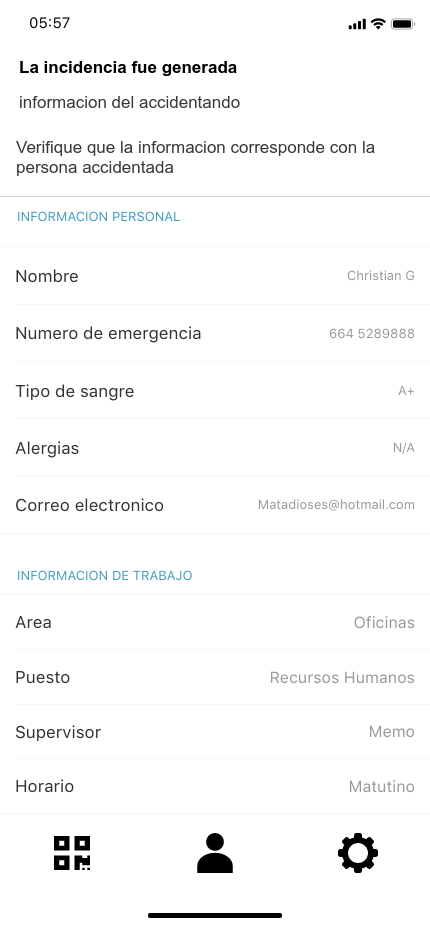 05:57
La incidencia fue generada
informacion del accidentando
Verifique que la informacion corresponde con la
persona accidentada
INFORMACION PERSONAL
Nombre Christian G
Numero de emergencia 664 5289888
Tipo de sangre A+
Alergias N/A
Correo electronico Matadioses@hotmail.com
INFORMACION DE TRABAJO
Area Oficinas
Puesto Recursos Humanos
Supervisor Memo
Horario Matutino